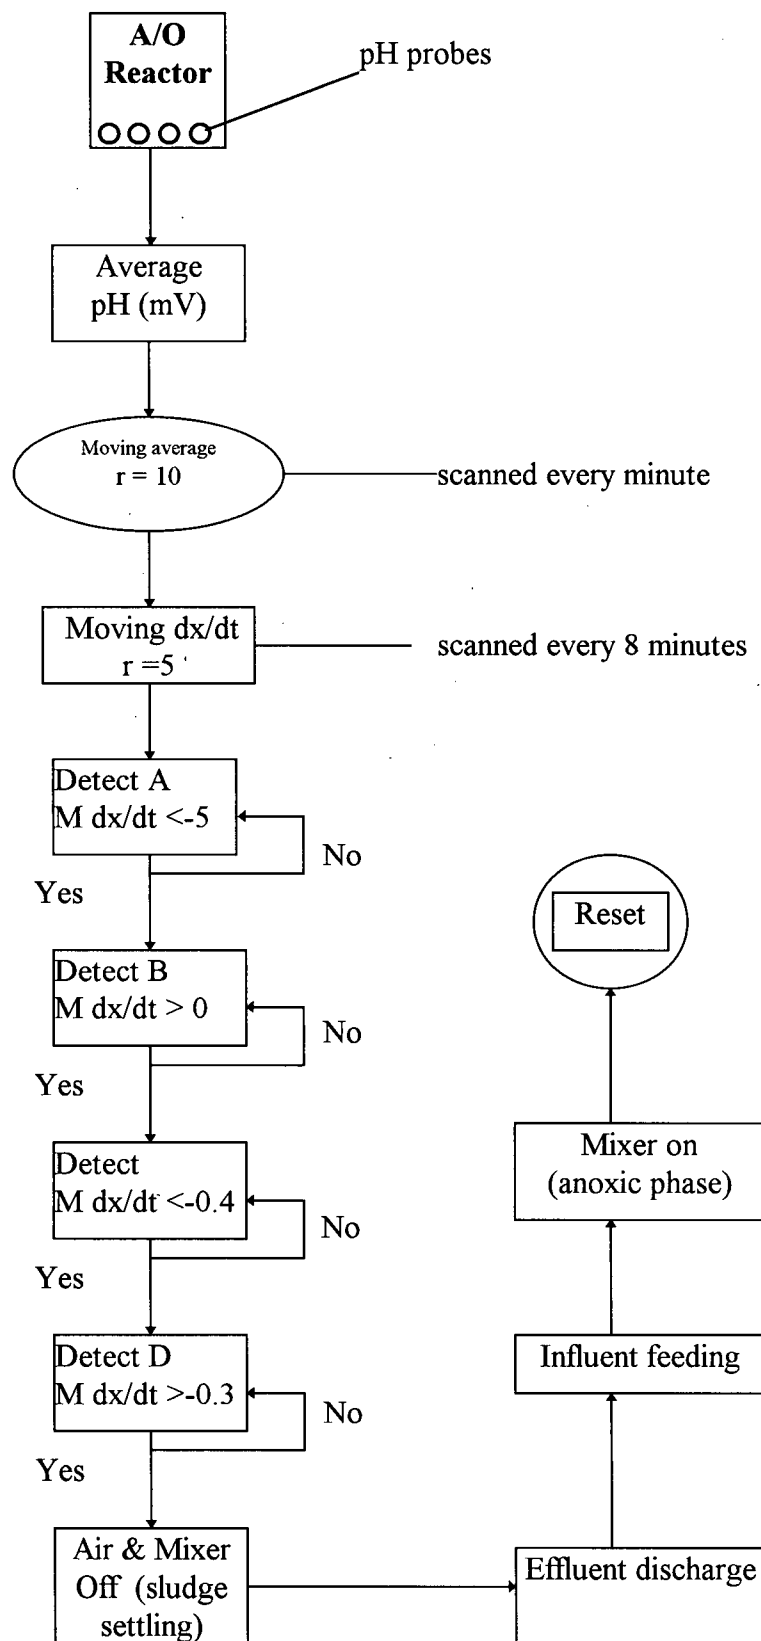 A/O
Reactor
pH probes
Average
pH (mV)
Moving average
r = 10
scanned every minute
Moving dx/dt
r =5
scanned every 8 minutes
Detect A
M dx/dt <-5
No
Yes
Detect B
M dx/dt > 0
No
Yes
Detect
M dx/dt <-0.4
No
Yes
Detect D
M dx/dt >-0.3
No
Yes
Air & Mixer
Off (sludge
settling)
Effluent discharge
Influent feeding
Mixer on
(anoxic phase)
Reset